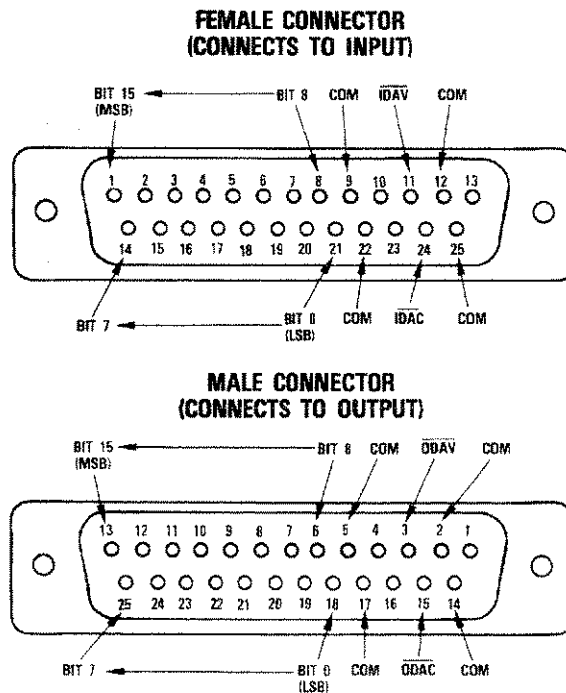 FEMALE CONNECTOR
(CONNECTS TO INPUT)
BIT 15 BIT 8 COM IDAV COM
(MSB)
1 2 3 4 5 6 7 8 9 10 11 12 13
14 15 16 17 18 19 20 21 22 23 24 25
BIT 7 BIT 0 COM IDAC COM
(LSB)
MALE CONNECTOR
(CONNECTS TO OUTPUT)
BIT 15 BIT 8 COM ODAV COM
(MSB)
13 12 11 10 9 8 7 6 5 4 3 2 1
25 24 23 22 21 20 19 18 17 16 15 14
BIT 7 BIT 0 COM ODAC COM
(LSB)